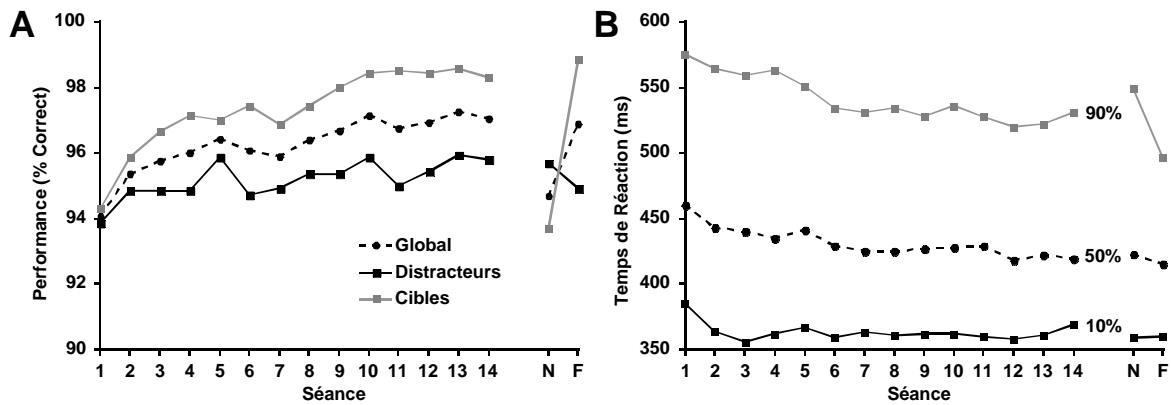 A
Performance (% Correct)
100
98
96
94
92
90
Global
Distracteurs
Cibles
1 2 3 4 5 6 7 8 9 10 11 12 13 14 N F
Séance
B
Temps de Réaction (ms)
600
550
500
450
400
350
90%
50%
10%
1 2 3 4 5 6 7 8 9 10 11 12 13 14 N F
Séance